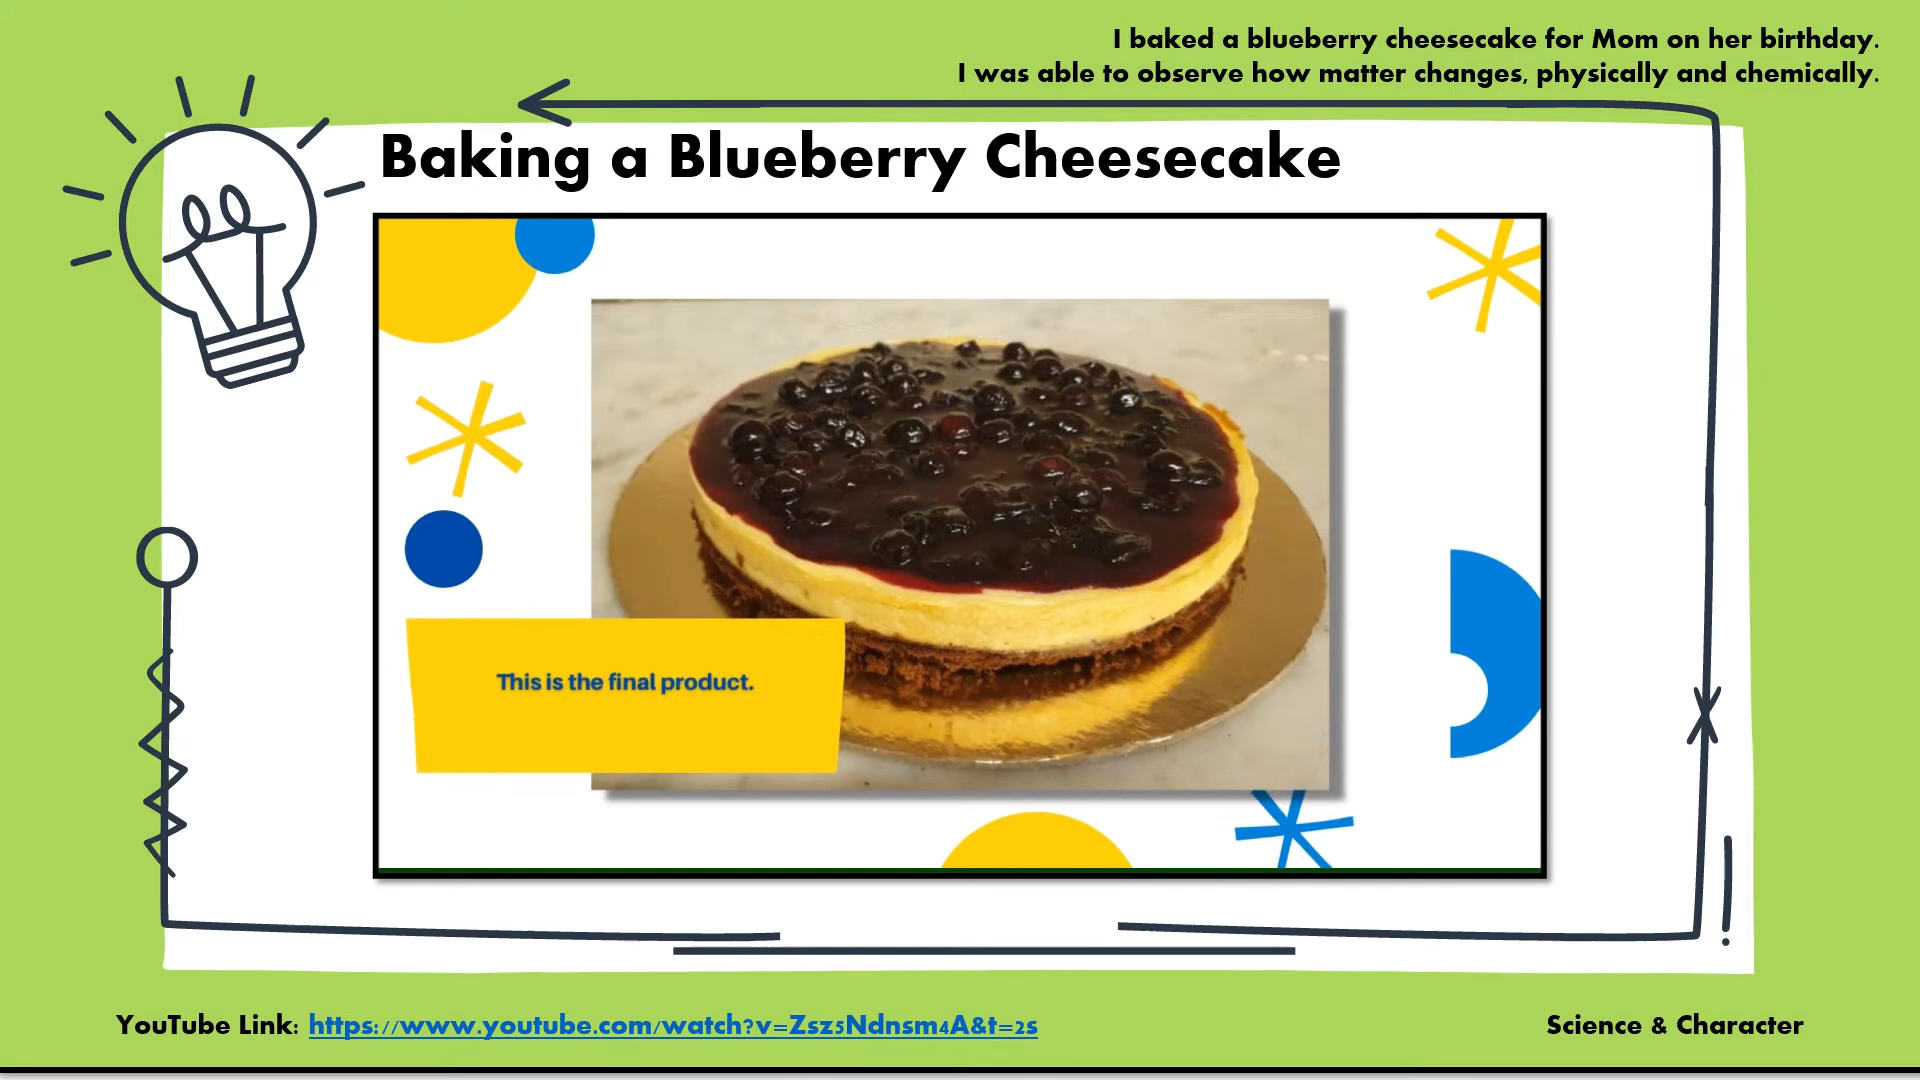 I baked a blueberry cheesecake for Mom on her birthday.
I was able to observe how matter changes, physically and chemically.
Baking a Blueberry Cheesecake
This is the final product.
YouTube Link: https://www.youtube.com/watch?v=Zsz5Ndnsm4A&t=2s
Science & Character